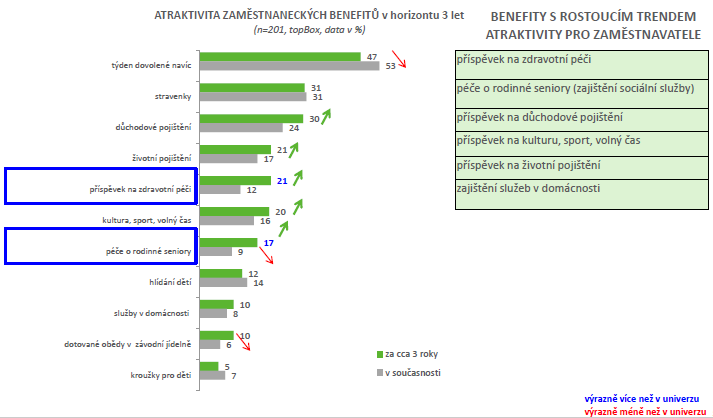 ATRAKTIVITA ZAMĚSTNANECKÝCH BENEFITŮ v horizontu 3 let
(n=201, topBox, data v %)
týden dovolené navíc
47
53
stravenky
31
31
důchodové pojištění
30
24
životní pojištění
21
17
příspěvek na zdravotní péči
21
12
kultura, sport, volný čas
20
16
péče o rodinné seniory
17
9
hlídání dětí
12
14
služby v domácnosti
10
8
dotované obědy v závodní jídelně
10
6
kroužky pro děti
5
7
za cca 3 roky
v současnosti
BENEFITY S ROSTOUCÍM TRENDEM
ATRAKTIVITY PRO ZAMĚSTNAVATELE
příspěvek na zdravotní péči
péče o rodinné seniory (zajištění sociální služby)
příspěvek na důchodové pojištění
příspěvek na kulturu, sport, volný čas
příspěvek na životní pojištění
zajištění služeb v domácnosti
výrazně více než v univerzu
výrazně méně než v univerzu